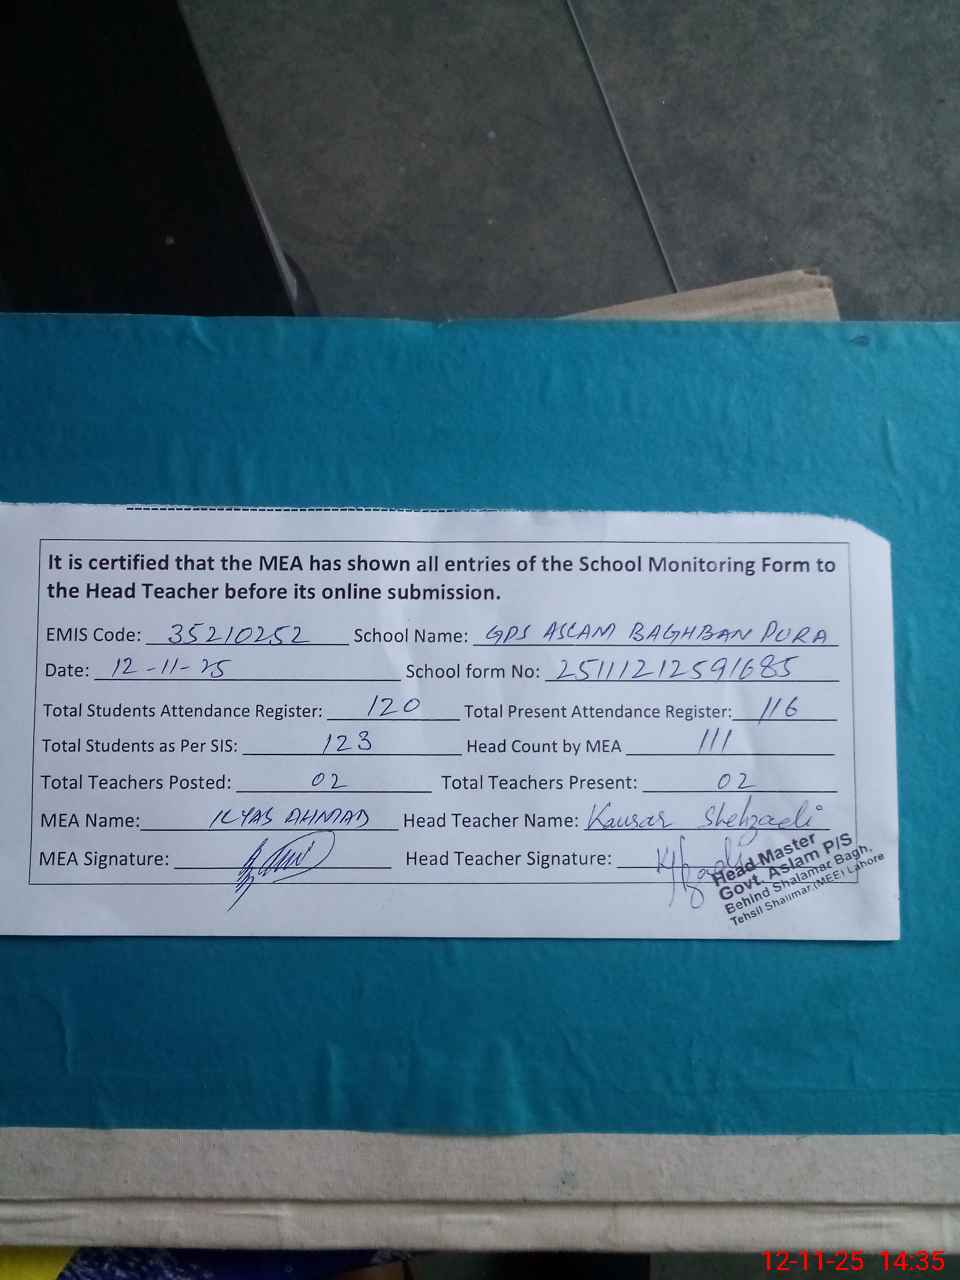 It is certified that the MEA has shown all entries of the School Monitoring Form to
the Head Teacher before its online submission.
EMIS Code: 35210252 School Name: GPS ASLAM BAGHBAN PURA
Date: 12-11-25 School form No: 25111212591685
Total Students Attendance Register: 120 Total Present Attendance Register: 116
Total Students as Per SIS: 123 Head Count by MEA 111
Total Teachers Posted: 02 Total Teachers Present: 02
MEA Name: ILYAS AHMAD Head Teacher Name: Kausar Shehzadi
MEA Signature: Head Teacher Signature:
Head Master
Govt. Aslam P/S
Behind Shalamar Bagh,
Tehsil Shalimar (MEE) Lahore
12-11-25 14:35